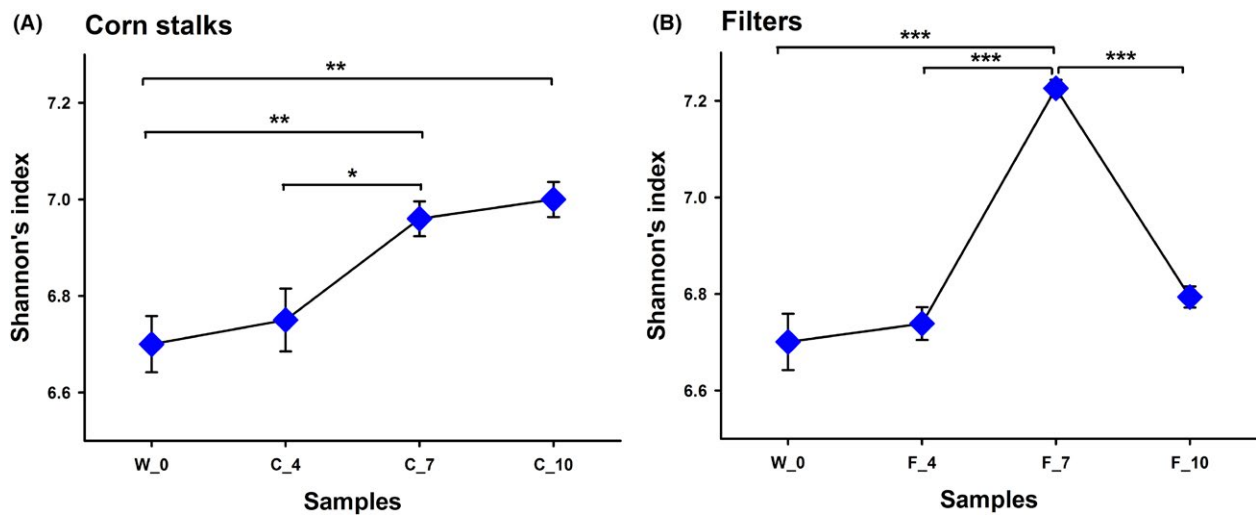 (A) Corn stalks
**
**
*
7.2
7.0
6.8
6.6
Shannon's index
W_0 C_4 C_7 C_10
Samples
(B) Filters
***
*** ***
7.2
7.0
6.8
6.6
Shannon's index
W_0 F_4 F_7 F_10
Samples